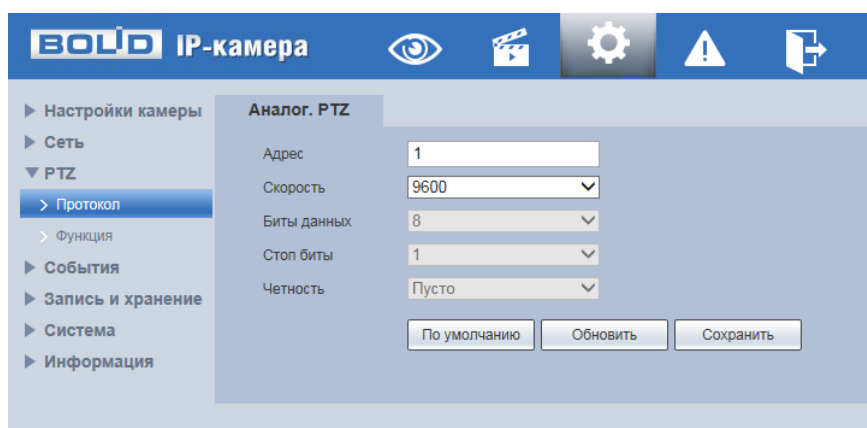 BOLID IP-камера
Настройки камеры
Сеть
PTZ
Протокол
Функция
События
Запись и хранение
Система
Информация
Аналог. PTZ
Адрес 1
Скорость 9600
Биты данных 8
Стоп биты 1
Четность Пусто
По умолчанию Обновить Сохранить